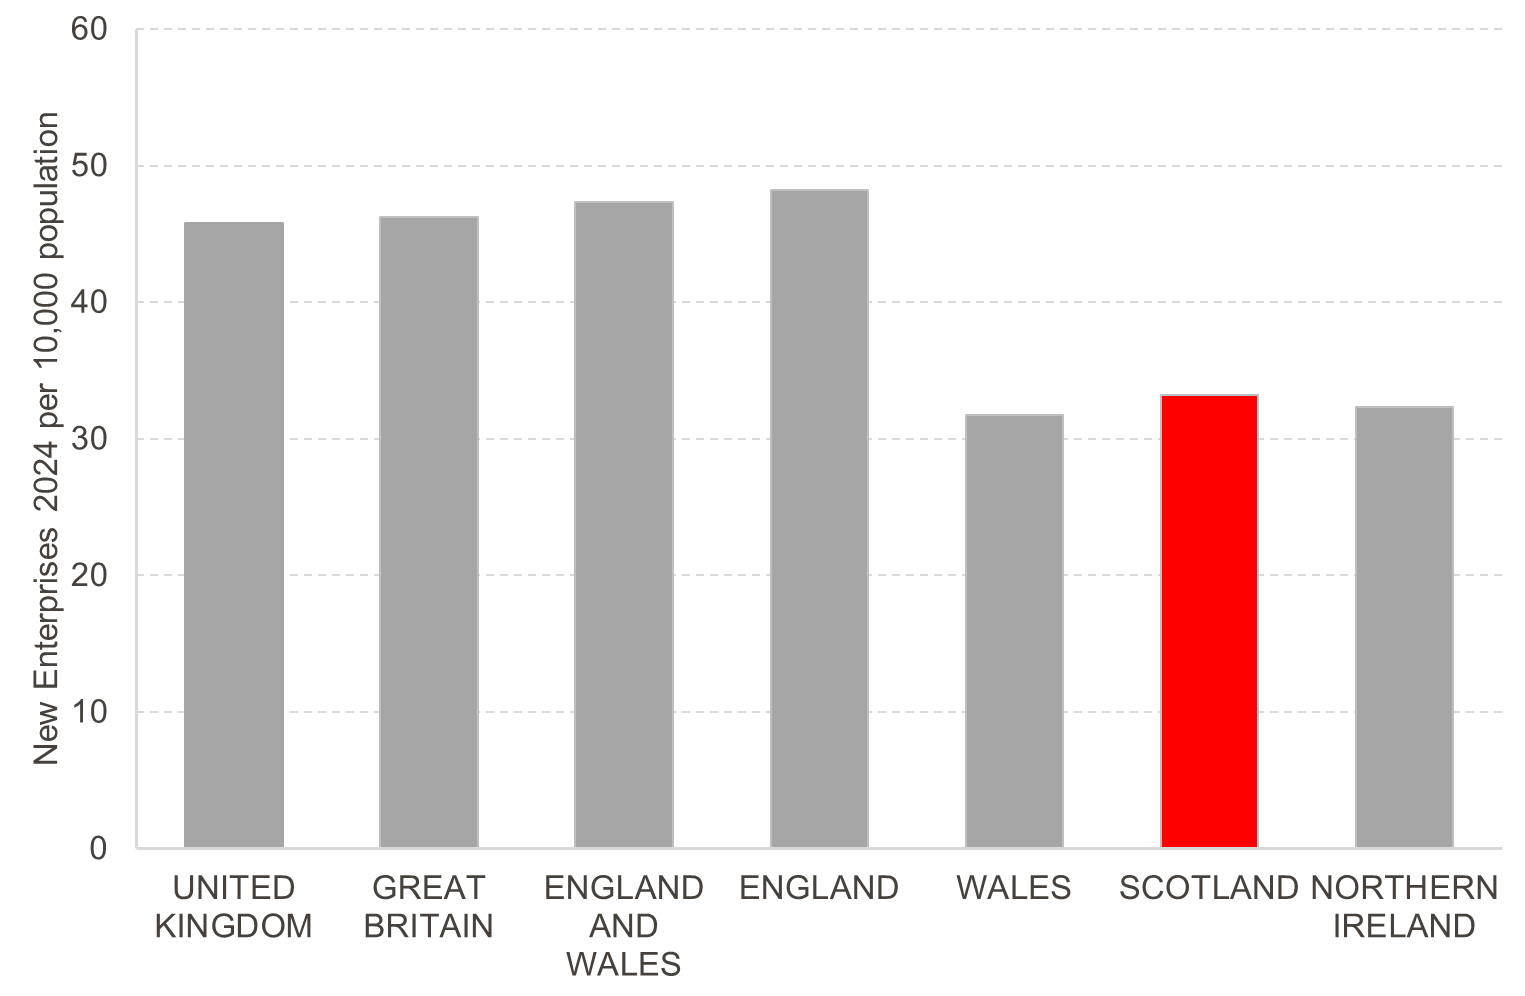 New Enterprises 2024 per 10,000 population
60
50
40
30
20
10
0
UNITED
KINGDOM
GREAT
BRITAIN
ENGLAND
AND
WALES
ENGLAND
WALES
SCOTLAND
NORTHERN
IRELAND